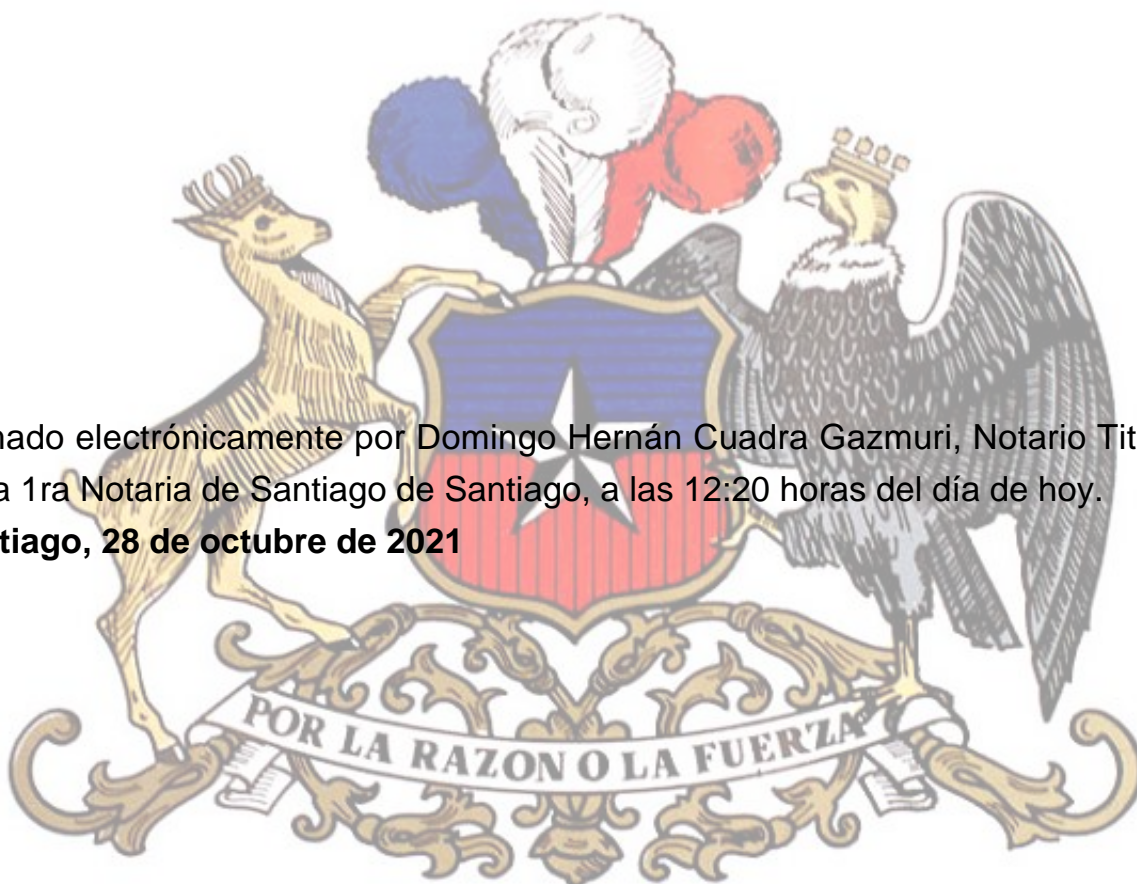 nado electrónicamente por Domingo Hernán Cuadra Gazmuri, Notario Tit
a 1ra Notaria de Santiago de Santiago, a las 12:20 horas del día de hoy.
tiago, 28 de octubre de 2021
POR LA RAZON O LA FUERZA